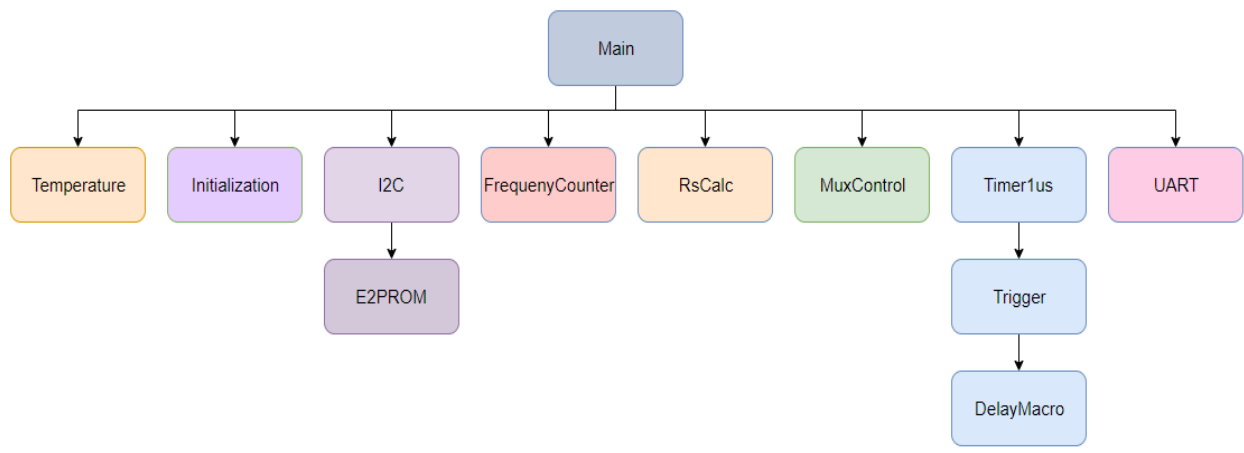 Main
Temperature
Initialization
I2C
FrequenyCounter
RsCalc
MuxControl
Timer1us
UART
E2PROM
Trigger
DelayMacro